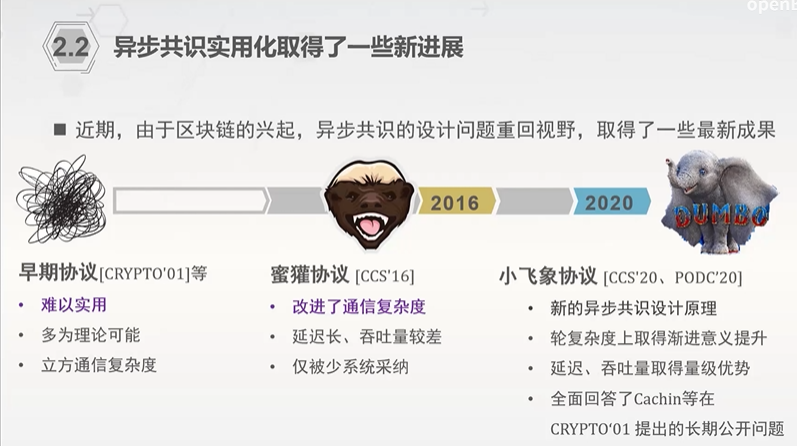 openb
2.2 异步共识实用化取得了一些新进展
■ 近期，由于区块链的兴起，异步共识的设计问题重回视野，取得了一些最新成果
2016
2020
DUMBO
早期协议[CRYPTO'01]等
• 难以实用
• 多为理论可能
• 立方通信复杂度
蜜獾协议 [CCS'16]
• 改进了通信复杂度
• 延迟长、吞吐量较差
• 仅被少系统采纳
小飞象协议 [CCS'20、PODC'20]
• 新的异步共识设计原理
• 轮复杂度上取得渐进意义提升
• 延迟、吞吐量取得量级优势
• 全面回答了Cachin等在
CRYPTO‘01 提出的长期公开问题